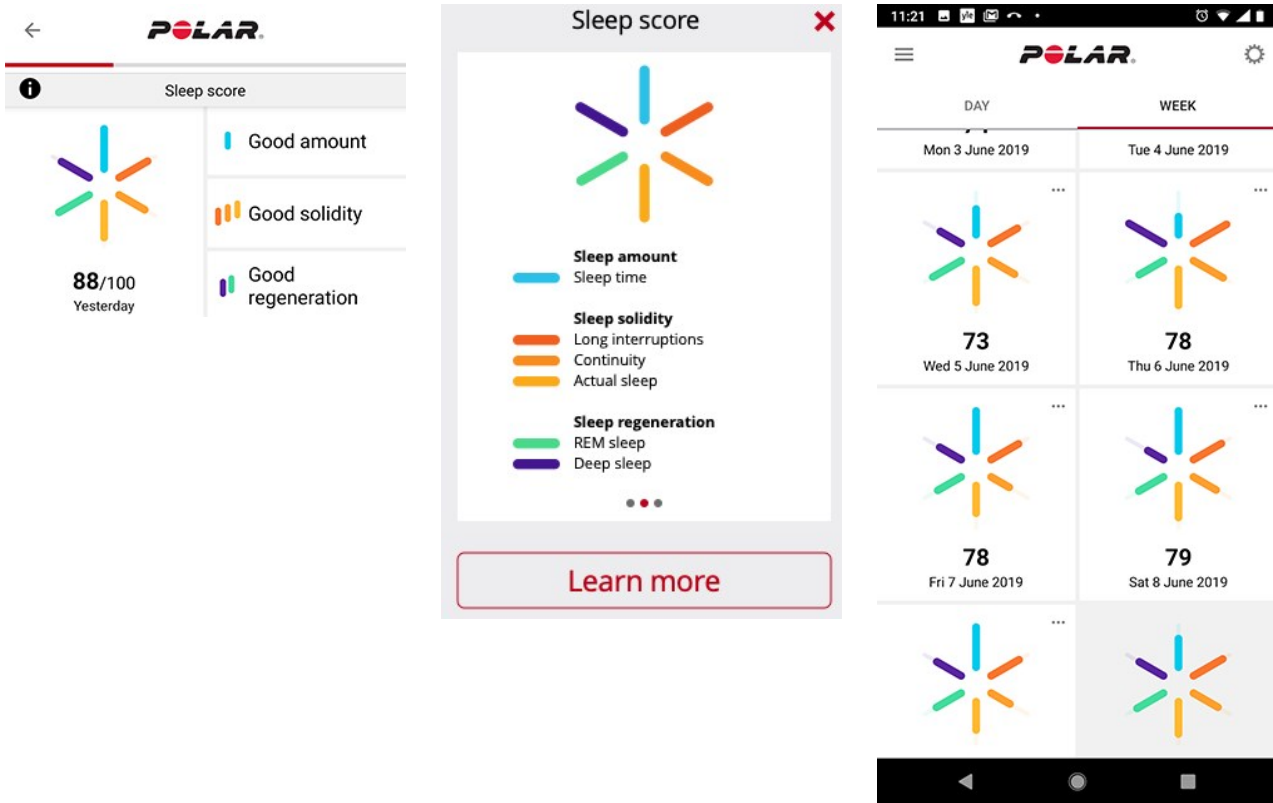 POLAR.
Sleep score
Good amount
Good solidity
Good
regeneration
88/100
Yesterday
Sleep score
Sleep amount
Sleep time
Sleep solidity
Long interruptions
Continuity
Actual sleep
Sleep regeneration
REM sleep
Deep sleep
Learn more
11:21
yle
POLAR.
DAY
WEEK
Mon 3 June 2019
Tue 4 June 2019
73
Wed 5 June 2019
78
Thu 6 June 2019
78
Fri 7 June 2019
79
Sat 8 June 2019